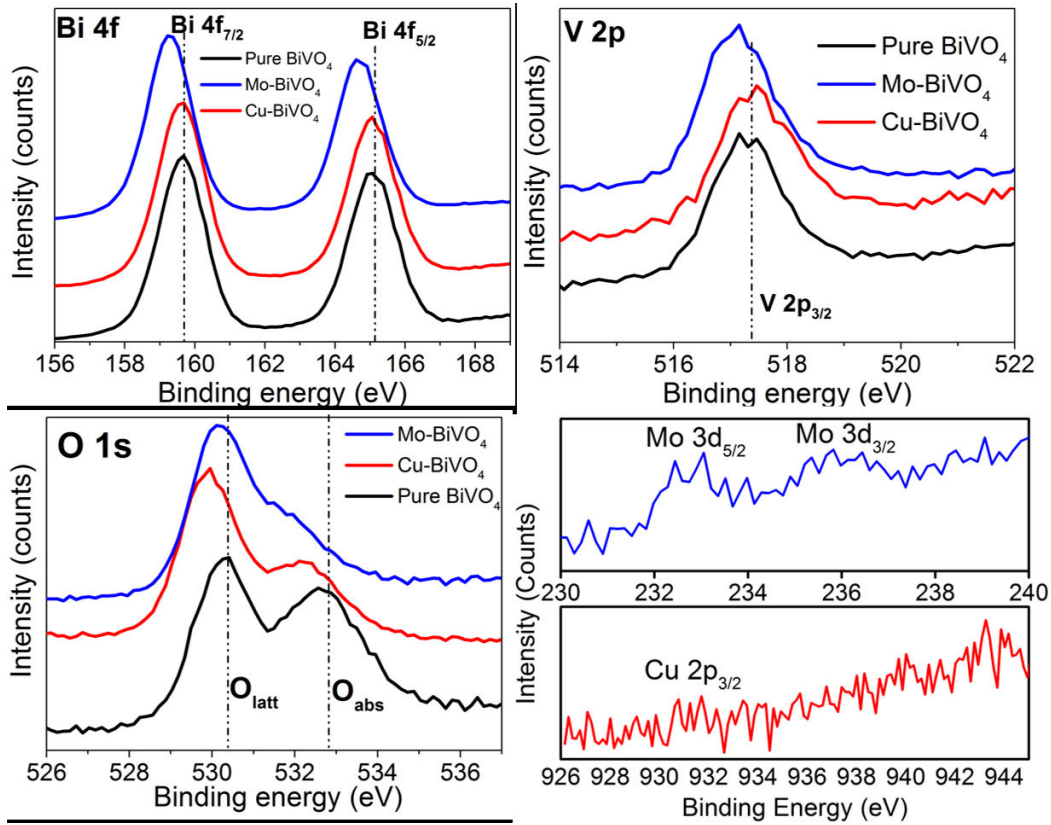 Bi 4f
Bi 4f7/2
Bi 4f5/2
Pure BiVO4
Mo-BiVO4
Cu-BiVO4
Intensity (counts)
156 158 160 162 164 166 168
Binding energy (eV)
V 2p
Pure BiVO4
Mo-BiVO4
Cu-BiVO4
V 2p3/2
Intensity (counts)
514 516 518 520 522
Binding energy (eV)
O 1s
Mo-BiVO4
Cu-BiVO4
Pure BiVO4
Olatt
Oabs
Intensity (counts)
526 528 530 532 534 536
Binding energy (eV)
Mo 3d5/2
Mo 3d3/2
230 232 234 236 238 240
Intensity (Counts)
Cu 2p3/2
926 928 930 932 934 936 938 940 942 944
Binding Energy (eV)